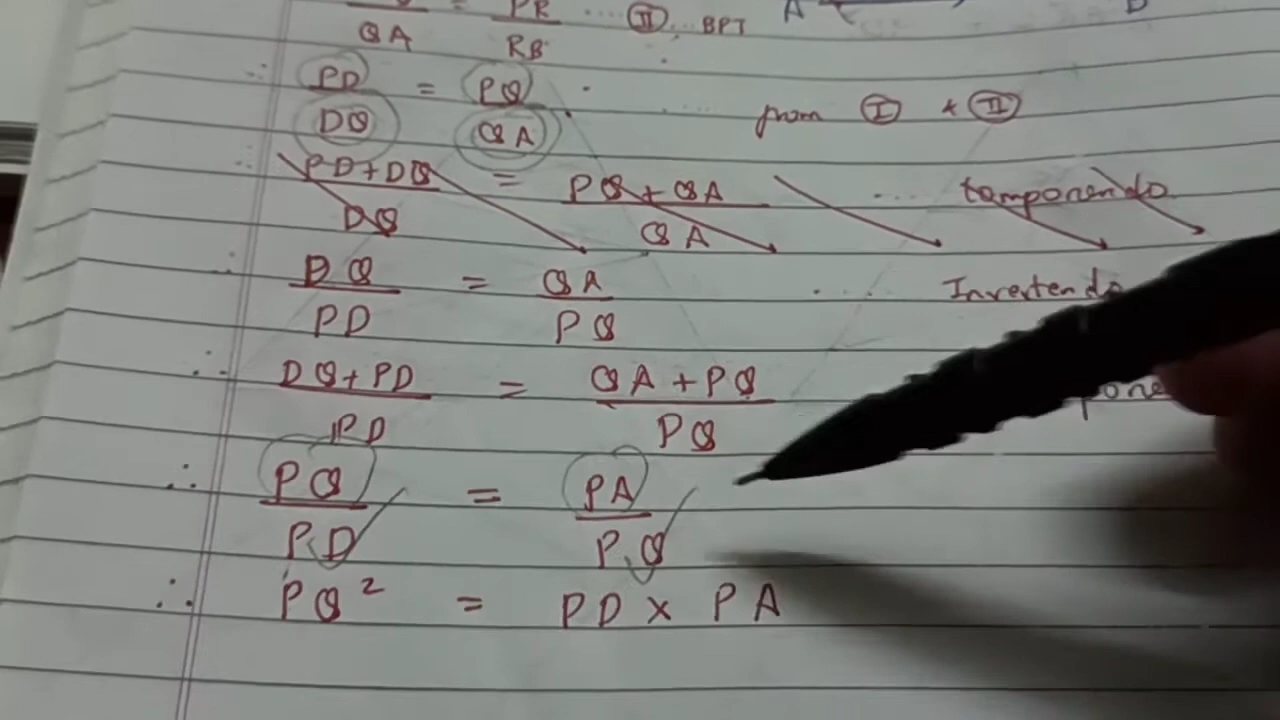 QA = PR .... II. BPT A
RB
∴ PD = PQ . ..... from I & II
DQ QA
∴ PD+DQ = PQ+QA .... componendo
DQ QA
∴ DQ = QA .... Invertendo
PD PQ
∴ DQ+PD = QA+PQ
PD PQ
∴ PQ = PA
PD PQ
∴ PQ² = PD x PA